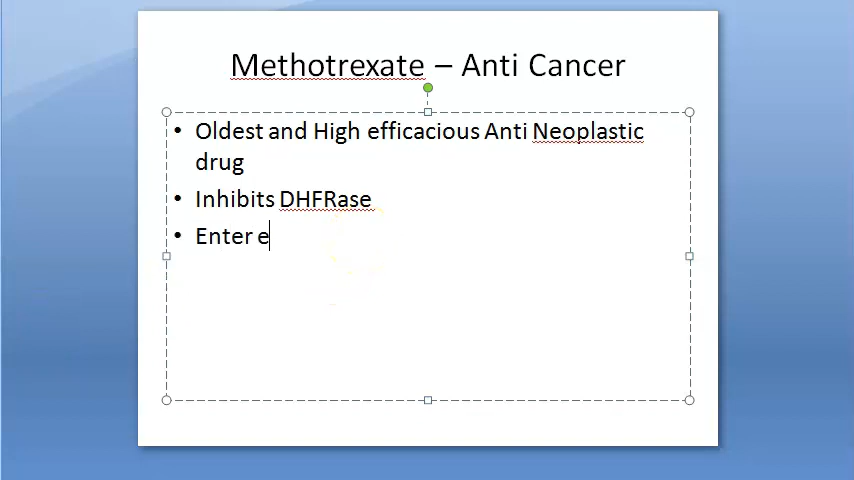 Methotrexate – Anti Cancer
• Oldest and High efficacious Anti Neoplastic
drug
• Inhibits DHFRase
• Enter e